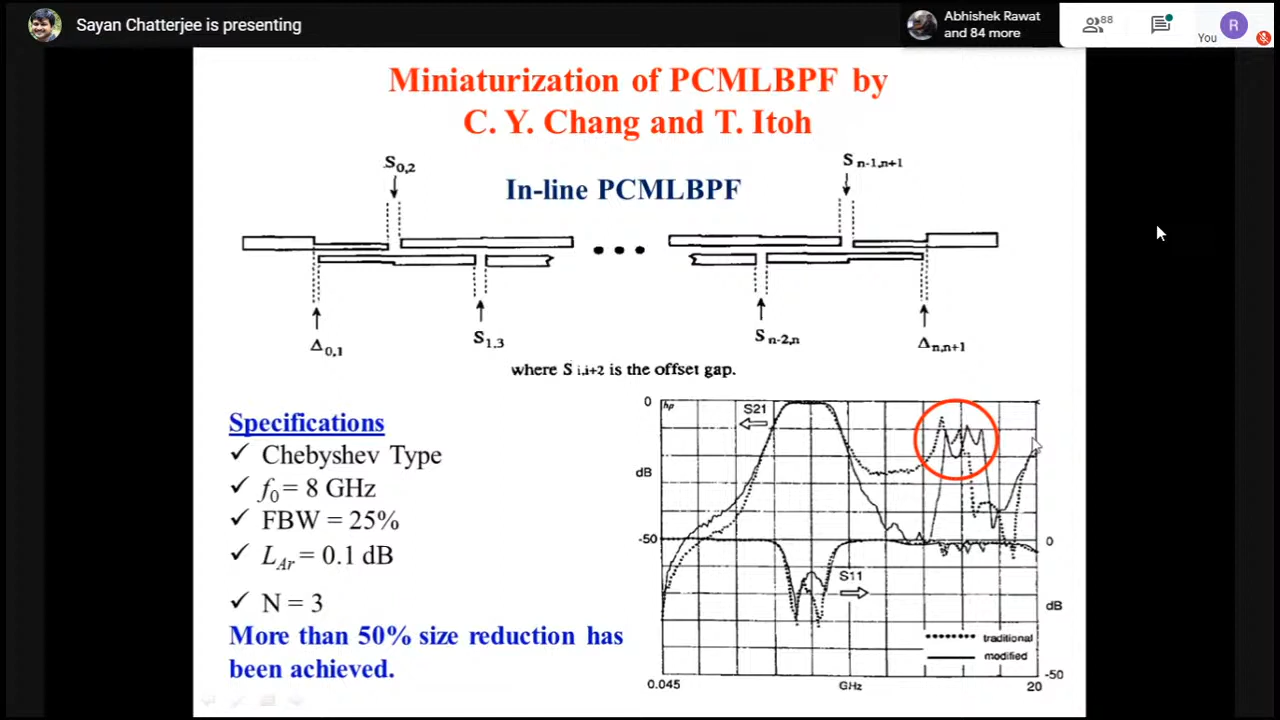 Sayan Chatterjee is presenting
Abhishek Rawat
and 84 more
88
You
R
Miniaturization of PCMLBPF by
C. Y. Chang and T. Itoh
In-line PCMLBPF
S0,2
S n-1,n+1
Δ0,1
S1,3
S n-2,n
Δn,n+1
where S i,i+2 is the offset gap.
Specifications
✓ Chebyshev Type
✓ f0 = 8 GHz
✓ FBW = 25%
✓ LAr = 0.1 dB
✓ N = 3
More than 50% size reduction has
been achieved.
0
hp
S21
dB
-50
0
S11
dB
traditional
modified
-50
0.045
GHz
20